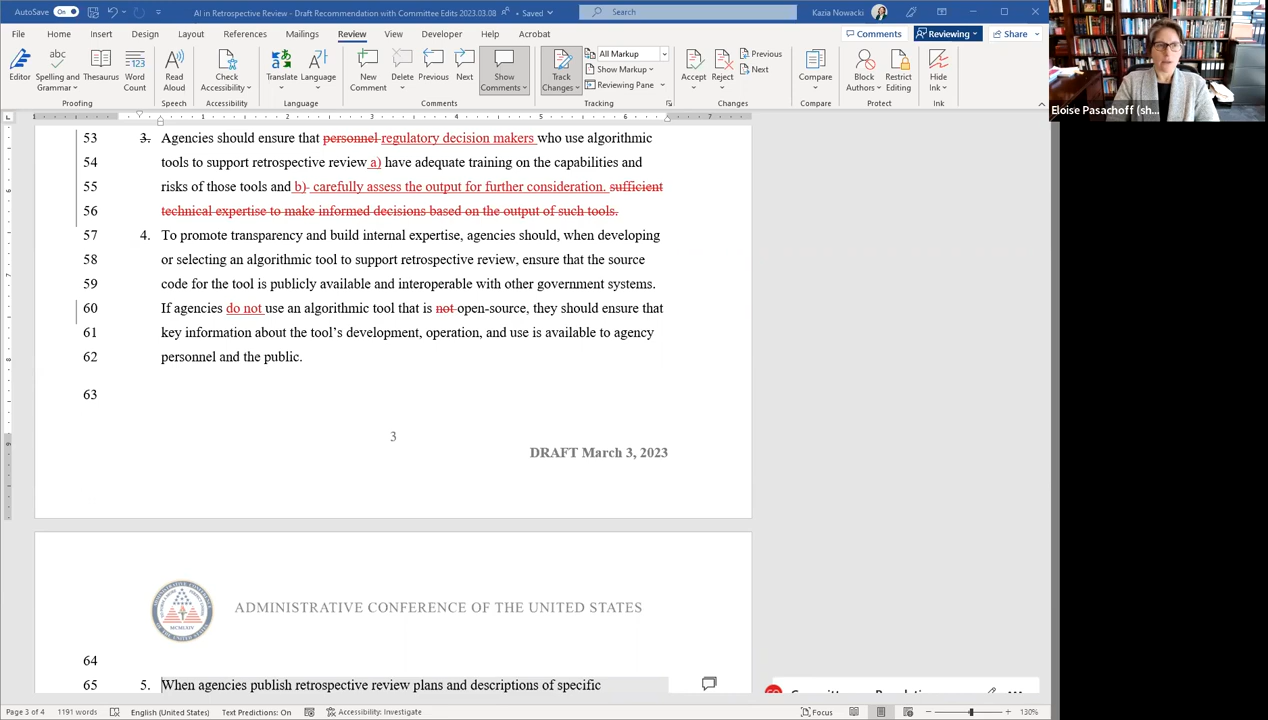 AutoSave On AI in Retrospective Review - Draft Recommendation with Committee Edits 2023.03.08 • Saved Search Kazia Nowacki
File Home Insert Design Layout References Mailings Review View Developer Help Acrobat Comments Reviewing Share
Editor Spelling and Grammar Thesaurus Word Count Read Aloud Check Accessibility Translate Language New Comment Delete Previous Next Show Comments Track Changes All Markup Show Markup Reviewing Pane Accept Reject Previous Next Compare Block Authors Restrict Editing Hide Ink
Proofing Speech Accessibility Language Comments Tracking Changes Compare Protect Ink
Eloise Pasachoff (sh...
1 1 2 3 4 5 6 7
53 3. Agencies should ensure that personnel regulatory decision makers who use algorithmic
54 tools to support retrospective review a) have adequate training on the capabilities and
55 risks of those tools and b) carefully assess the output for further consideration. sufficient
56 technical expertise to make informed decisions based on the output of such tools.
57 4. To promote transparency and build internal expertise, agencies should, when developing
58 or selecting an algorithmic tool to support retrospective review, ensure that the source
59 code for the tool is publicly available and interoperable with other government systems.
60 If agencies do not use an algorithmic tool that is not open-source, they should ensure that
61 key information about the tool's development, operation, and use is available to agency
62 personnel and the public.
63
3
DRAFT March 3, 2023
ADMINISTRATIVE CONFERENCE OF THE UNITED STATES
64
65 5. When agencies publish retrospective review plans and descriptions of specific
Page 3 of 4 1191 words English (United States) Text Predictions: On Accessibility: Investigate Focus 130%